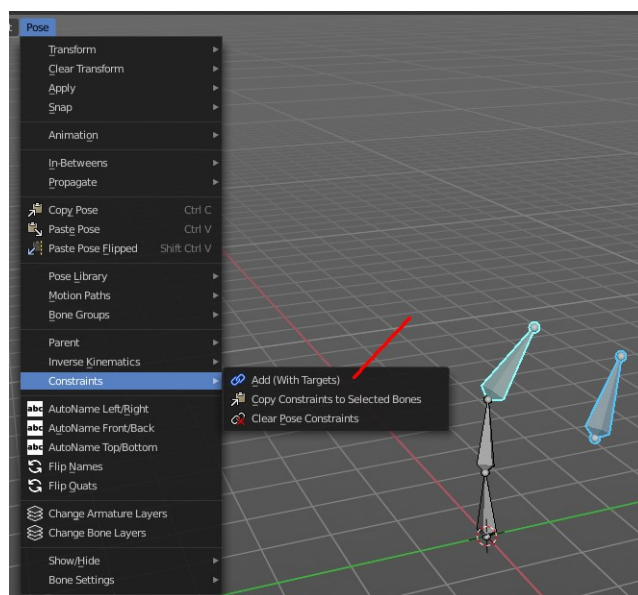 Pose
Transform
Clear Transform
Apply
Snap
Animation
In-Betweens
Propagate
Copy Pose Ctrl C
Paste Pose Ctrl V
Paste Pose Flipped Shift Ctrl V
Pose Library
Motion Paths
Bone Groups
Parent
Inverse Kinematics
Constraints
Add (With Targets)
Copy Constraints to Selected Bones
Clear Pose Constraints
abc AutoName Left/Right
abc AutoName Front/Back
abc AutoName Top/Bottom
Flip Names
Flip Quats
Change Armature Layers
Change Bone Layers
Show/Hide
Bone Settings